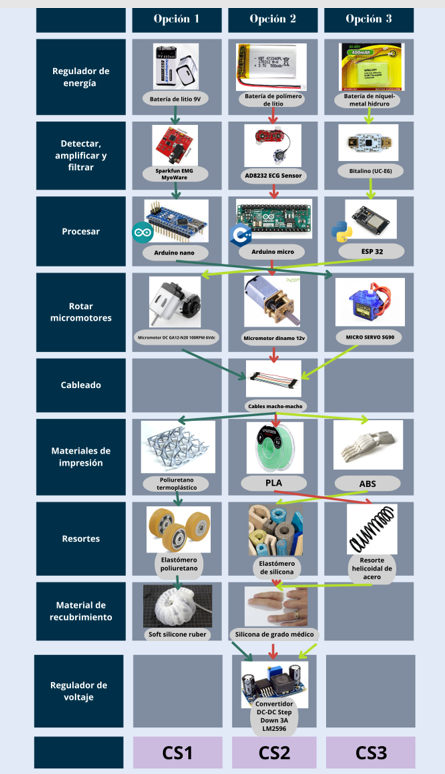 Opción 1
Opción 2
Opción 3
Regulador de
energía
Batería de litio 9V
Batería de polímero
de litio
Batería de níquel-
metal hidruro
Detectar,
amplificar y
filtrar
Sparkfun EMG
MyoWare
AD8232 ECG Sensor
Bitalino (UC-E6)
Procesar
Arduino nano
Arduino micro
ESP 32
Rotar
micromotores
Micromotor DC GA12-N20 100RPM 6Vdc
Micromotor dinamo 12v
MICRO SERVO SG90
Cableado
Cables macho-macho
Materiales de
impresión
Poliuretano
termoplástico
PLA
ABS
Resortes
Elastómero
poliuretano
Elastómero
de silicona
Resorte
helicoidal de
acero
Material de
recubrimiento
Soft silicone ruber
Silicona de grado médico
Regulador de
voltaje
Convertidor
DC-DC Step
Down 3A
LM2596
CS1
CS2
CS3